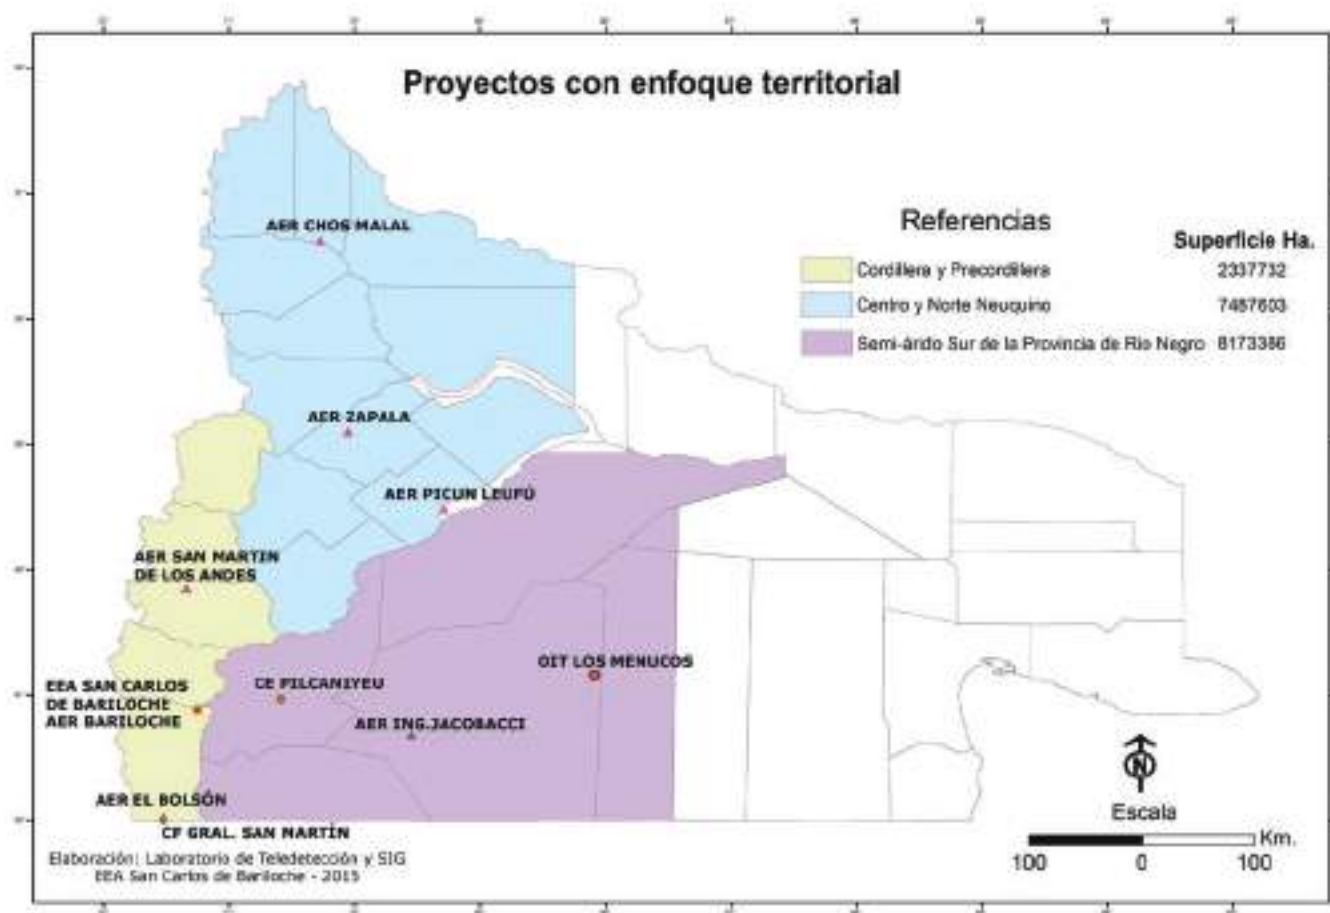 Proyectos con enfoque territorial
Referencias
Superficie Ha.
Cordillera y Precordillera 2337732
Centro y Norte Neuquino 7487603
Semi-árido Sur de la Provincia de Rio Negro 8173386
AER CHOS MALAL
AER ZAPALA
AER PICUN LEUFÚ
AER SAN MARTIN
DE LOS ANDES
OIT LOS MENUCOS
EEA SAN CARLOS
DE BARILOCHE
AER BARILOCHE
CE PILCANIYEU
AER ING.JACOBACCI
AER EL BOLSÓN
CF GRAL. SAN MARTÍN
N
Escala
Km.
100 0 100
Elaboración: Laboratorio de Teledetección y SIG
EEA San Carlos de Bariloche - 2015